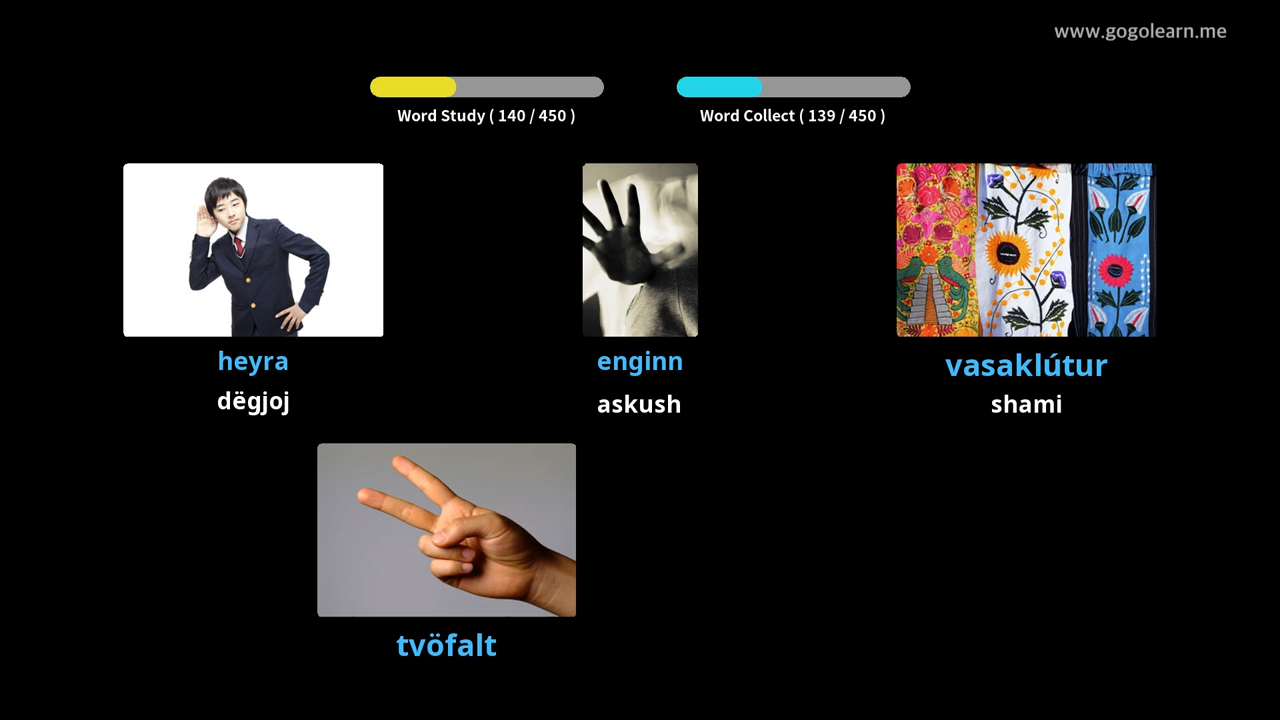 www.gogolearn.me
Word Study ( 140 / 450 )
Word Collect ( 139 / 450 )
heyra
dëgjoj
enginn
askush
vasaklútur
shami
tvöfalt